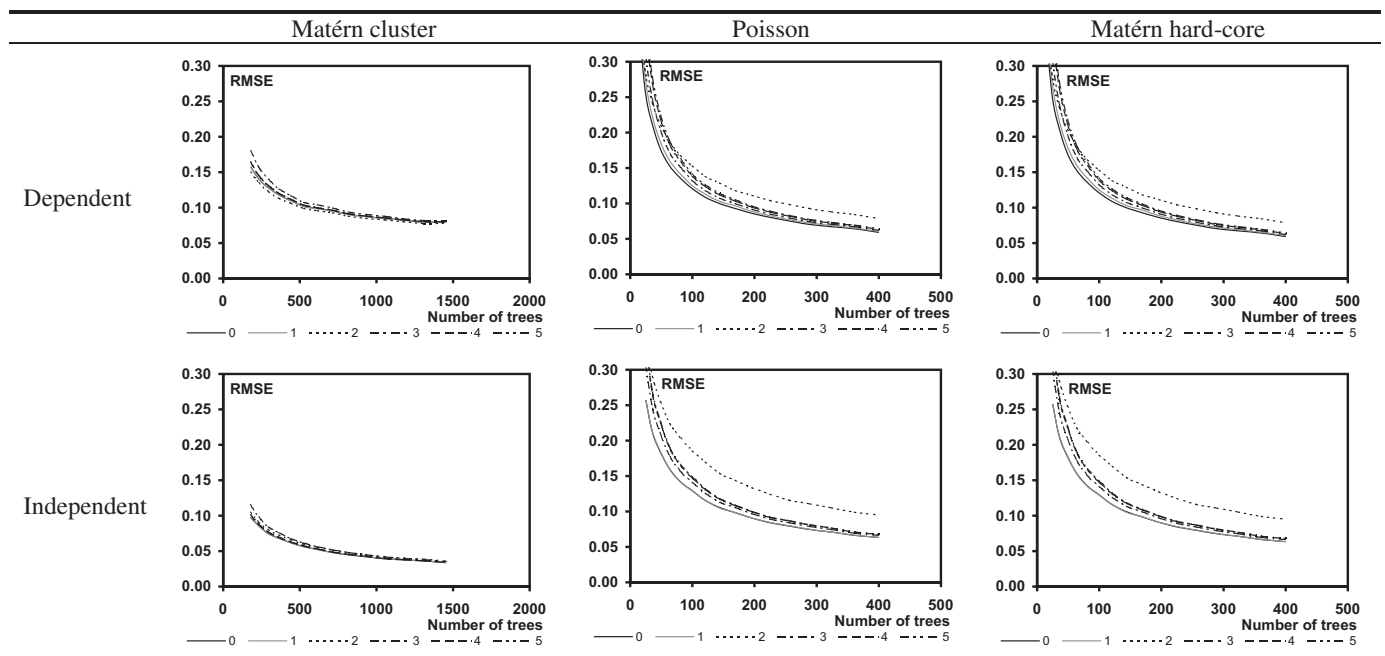 Matérn cluster Poisson Matérn hard-core
Dependent
RMSE
0.30
0.25
0.20
0.15
0.10
0.05
0.00
0 500 1000 1500 2000
Number of trees
0 1 2 3 4 5
RMSE
0.30
0.25
0.20
0.15
0.10
0.05
0.00
0 100 200 300 400 500
Number of trees
0 1 2 3 4 5
RMSE
0.30
0.25
0.20
0.15
0.10
0.05
0.00
0 100 200 300 400 500
Number of trees
0 1 2 3 4 5
Independent
RMSE
0.30
0.25
0.20
0.15
0.10
0.05
0.00
0 500 1000 1500 2000
Number of trees
0 1 2 3 4 5
RMSE
0.30
0.25
0.20
0.15
0.10
0.05
0.00
0 100 200 300 400 500
Number of trees
0 1 2 3 4 5
RMSE
0.30
0.25
0.20
0.15
0.10
0.05
0.00
0 100 200 300 400 500
Number of trees
0 1 2 3 4 5